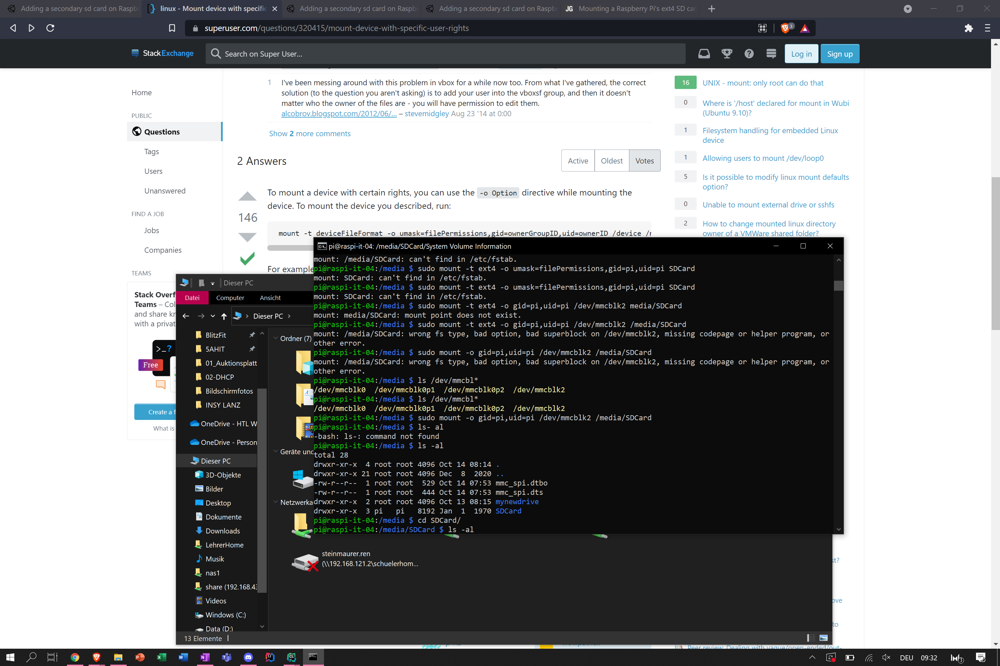 Adding a secondary sd card on Raspb
linux - Mount device with specific
Adding a secondary sd card on Raspb
Adding a secondary sd card on Raspb
JG Mounting a Raspberry Pi's ext4 SD car
superuser.com/questions/320415/mount-device-with-specific-user-rights
3
StackExchange
Search on Super User...
Log in
Sign up
Home
PUBLIC
Questions
Tags
Users
Unanswered
FIND A JOB
Jobs
Companies
TEAMS
Stack Overf
Teams – Col
and share kn
with a privat
>_?
Free
Create a f
What is
1
I've been messing around with this problem in vbox for a while now too. From what I've gathered, the correct
solution (to the question you aren't asking) is to add your user into the vboxsf group, and then it doesn't
matter who the owner of the files are - you will have permission to edit them.
alcobrov.blogspot.com/2012/06/... – stevemidgley Aug 23 '14 at 0:00
Show 2 more comments
2 Answers
Active
Oldest
Votes
146
To mount a device with certain rights, you can use the -o Option directive while mounting the
device. To mount the device you described, run:
mount -t deviceFileFormat -o umask=filePermissions,gid=ownerGroupID,uid=ownerID /device /
For example
16 UNIX - mount: only root can do that
0 Where is '/host' declared for mount in Wubi
(Ubuntu 9.10)?
1 Filesystem handling for embedded Linux
device
1 Allowing users to mount /dev/loop0
5 Is it possible to modify linux mount defaults
option?
0 Unable to mount external drive or sshfs
2 How to change mounted linux directory
owner of a VMWare shared folder?
pi@raspi-it-04: /media/SDCard/System Volume Information
mount: /media/SDCard: can't find in /etc/fstab.
pi@raspi-it-04:/media $ sudo mount -t ext4 -o umask=filePermissions,gid=pi,uid=pi SDCard
mount: SDCard: can't find in /etc/fstab.
pi@raspi-it-04:/media $ sudo mount -t ext4 -o umask=filePermissions,gid=pi,uid=pi SDCard
mount: SDCard: can't find in /etc/fstab.
pi@raspi-it-04:/media $ sudo mount -t ext4 -o gid=pi,uid=pi /dev/mmcblk2 media/SDCard
mount: media/SDCard: mount point does not exist.
pi@raspi-it-04:/media $ sudo mount -t ext4 -o gid=pi,uid=pi /dev/mmcblk2 /media/SDCard
mount: /media/SDCard: wrong fs type, bad option, bad superblock on /dev/mmcblk2, missing codepage or helper program, or
other error.
pi@raspi-it-04:/media $ sudo mount -o gid=pi,uid=pi /dev/mmcblk2 /media/SDCard
mount: /media/SDCard: wrong fs type, bad option, bad superblock on /dev/mmcblk2, missing codepage or helper program, or
other error.
pi@raspi-it-04:/media $ ls /dev/mmcbl*
/dev/mmcblk0  /dev/mmcblk0p1  /dev/mmcblk0p2  /dev/mmcblk2
pi@raspi-it-04:/media $ ls /dev/mmcbl*
/dev/mmcblk0  /dev/mmcblk0p1  /dev/mmcblk0p2  /dev/mmcblk2
pi@raspi-it-04:/media $ sudo mount -o gid=pi,uid=pi /dev/mmcblk2 /media/SDCard
pi@raspi-it-04:/media $ ls- al
-bash: ls-: command not found
pi@raspi-it-04:/media $ ls -al
total 28
drwxr-xr-x  4 root root 4096 Oct 14 08:14 .
drwxr-xr-x 21 root root 4096 Dec  8  2020 ..
-rw-r--r--  1 root root  529 Oct 14 07:53 mmc_spi.dtbo
-rw-r--r--  1 root root  444 Oct 14 07:53 mmc_spi.dts
drwxr-xr-x  2 root root 4096 Oct 13 08:15 mynewdrive
drwxr-xr-x  3 pi   pi   8192 Jan  1  1970 SDCard
pi@raspi-it-04:/media $ cd SDCard/
pi@raspi-it-04:/media/SDCard $ ls -al
Dieser PC
Datei
Computer
Ansicht
Dieser PC
BlitzFit
5AHIT
01_Auktionsplatt
02-DHCP
Bildschirmfotos
INSY LANZ
OneDrive - HTL W
OneDrive - Person
Dieser PC
3D-Objekte
Bilder
Desktop
Dokumente
Downloads
LehrerHome
Musik
nas1
share (192.168.43
Videos
Windows (C:)
Data (D:)
Ordner (7)
Geräte und
Netzwerka
steinmaurer.ren
(\\192.168.121.2\schuelerhom...
13 Elemente
st?
ove
to
Peer review: Dealing with vague/open-ended/out-
DEU
09:32
3